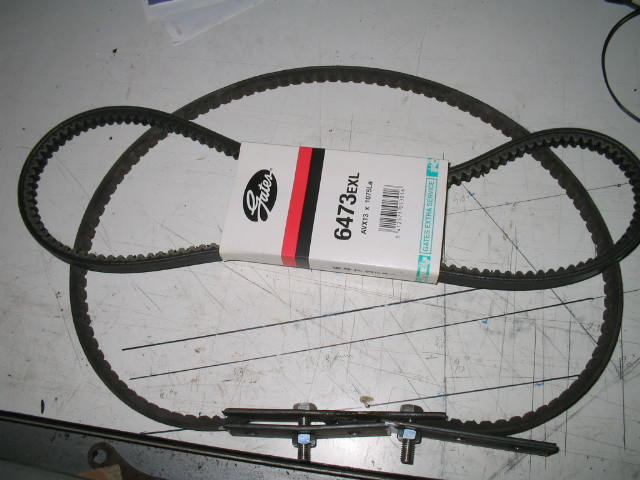 Gates
6473EXL
AVX13 X 1075La
GATES EXTRA SERVICE